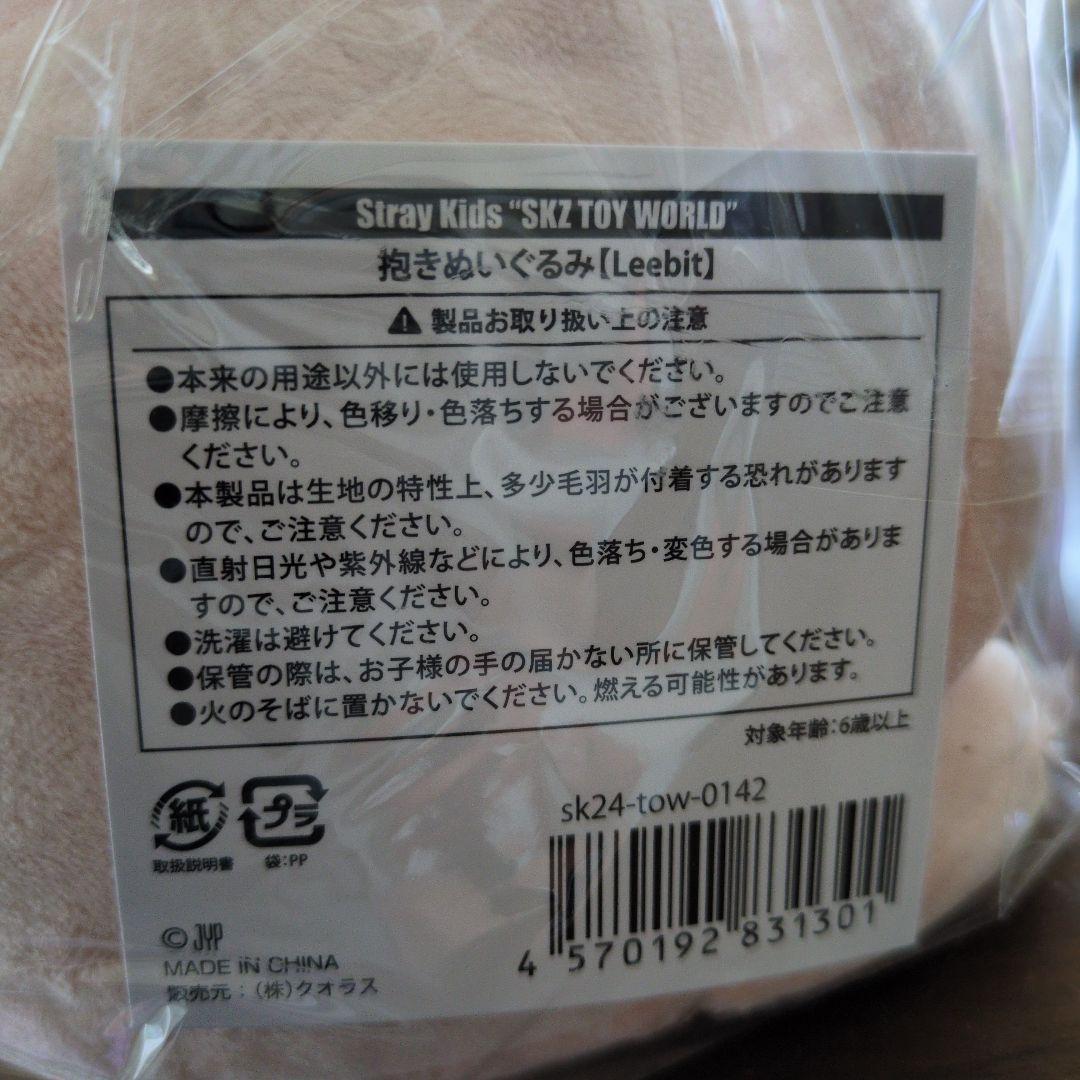 Stray Kids “SKZ TOY WORLD”
抱きぬいぐるみ【Leebit】
製品お取り扱い上の注意
●本来の用途以外には使用しないでください。
●摩擦により、色移り・色落ちする場合がございますのでご注意
ください。
●本製品は生地の特性上、多少毛羽が付着する恐れがあります
ので、ご注意ください。
●直射日光や紫外線などにより、色落ち・変色する場合がありま
すので、ご注意ください。
●洗濯は避けてください。
●保管の際は、お子様の手の届かない所に保管してください。
●火のそばに置かないでください。燃える可能性があります。
対象年齢:6歳以上
紙 プラ
取扱説明書 袋:PP
sk24-tow-0142
4 570192 831301
© JYP
MADE IN CHINA
販売元:(株)クオラス